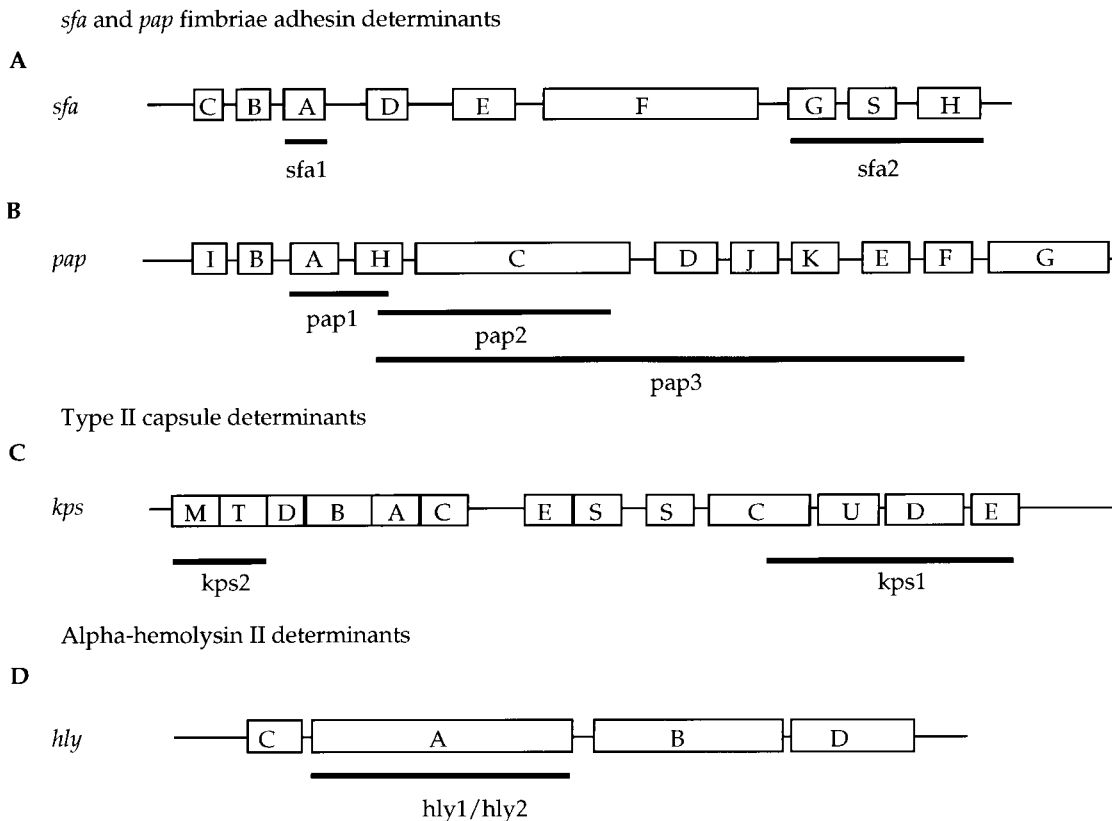 sfa and pap fimbriae adhesin determinants
A
sfa C B A D E F G S H
sfa1 sfa2
B
pap I B A H C D J K E F G
pap1
pap2
pap3
Type II capsule determinants
C
kps M T D B A C E S S C U D E
kps2 kps1
Alpha-hemolysin II determinants
D
hly C A B D
hly1/hly2